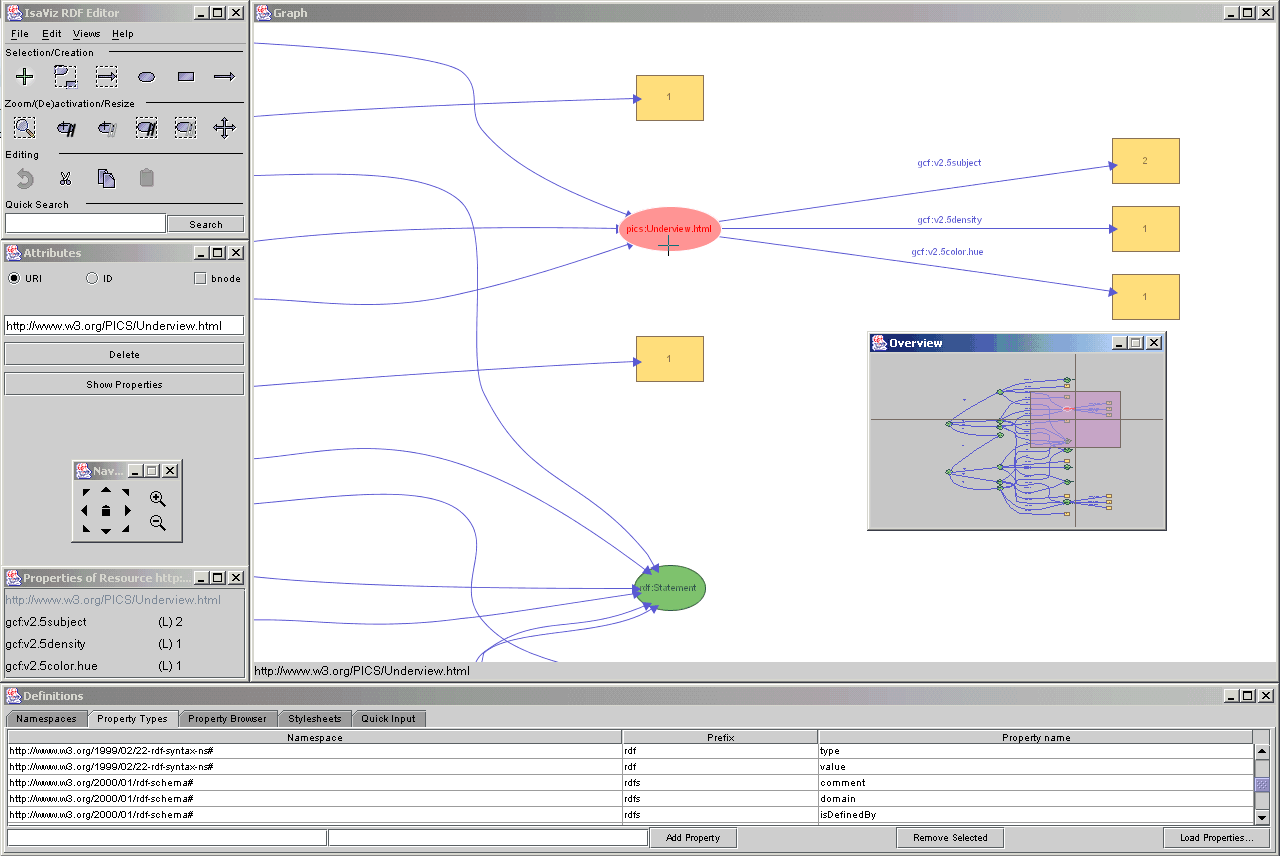 IsaViz RDF Editor
File Edit Views Help
Selection/Creation
Zoom/(De)activation/Resize
Editing
Quick Search
Search
Attributes
URI ID bnode
http://www.w3.org/PICS/Underview.html
Delete
Show Properties
Nav...
Properties of Resource http:...
http://www.w3.org/PICS/Underview.html
gcf:v2.5subject (L) 2
gcf:v2.5density (L) 1
gcf:v2.5color.hue (L) 1
Graph
1
gcf:v2.5subject
2
pics:Underview.html
gcf:v2.5density
1
gcf:v2.5color.hue
1
1
Overview
rdf:Statement
http://www.w3.org/PICS/Underview.html
Definitions
Namespaces Property Types Property Browser Stylesheets Quick Input
Namespace Prefix Property name
http://www.w3.org/1999/02/22-rdf-syntax-ns# rdf type
http://www.w3.org/1999/02/22-rdf-syntax-ns# rdf value
http://www.w3.org/2000/01/rdf-schema# rdfs comment
http://www.w3.org/2000/01/rdf-schema# rdfs domain
http://www.w3.org/2000/01/rdf-schema# rdfs isDefinedBy
Add Property Remove Selected Load Properties...